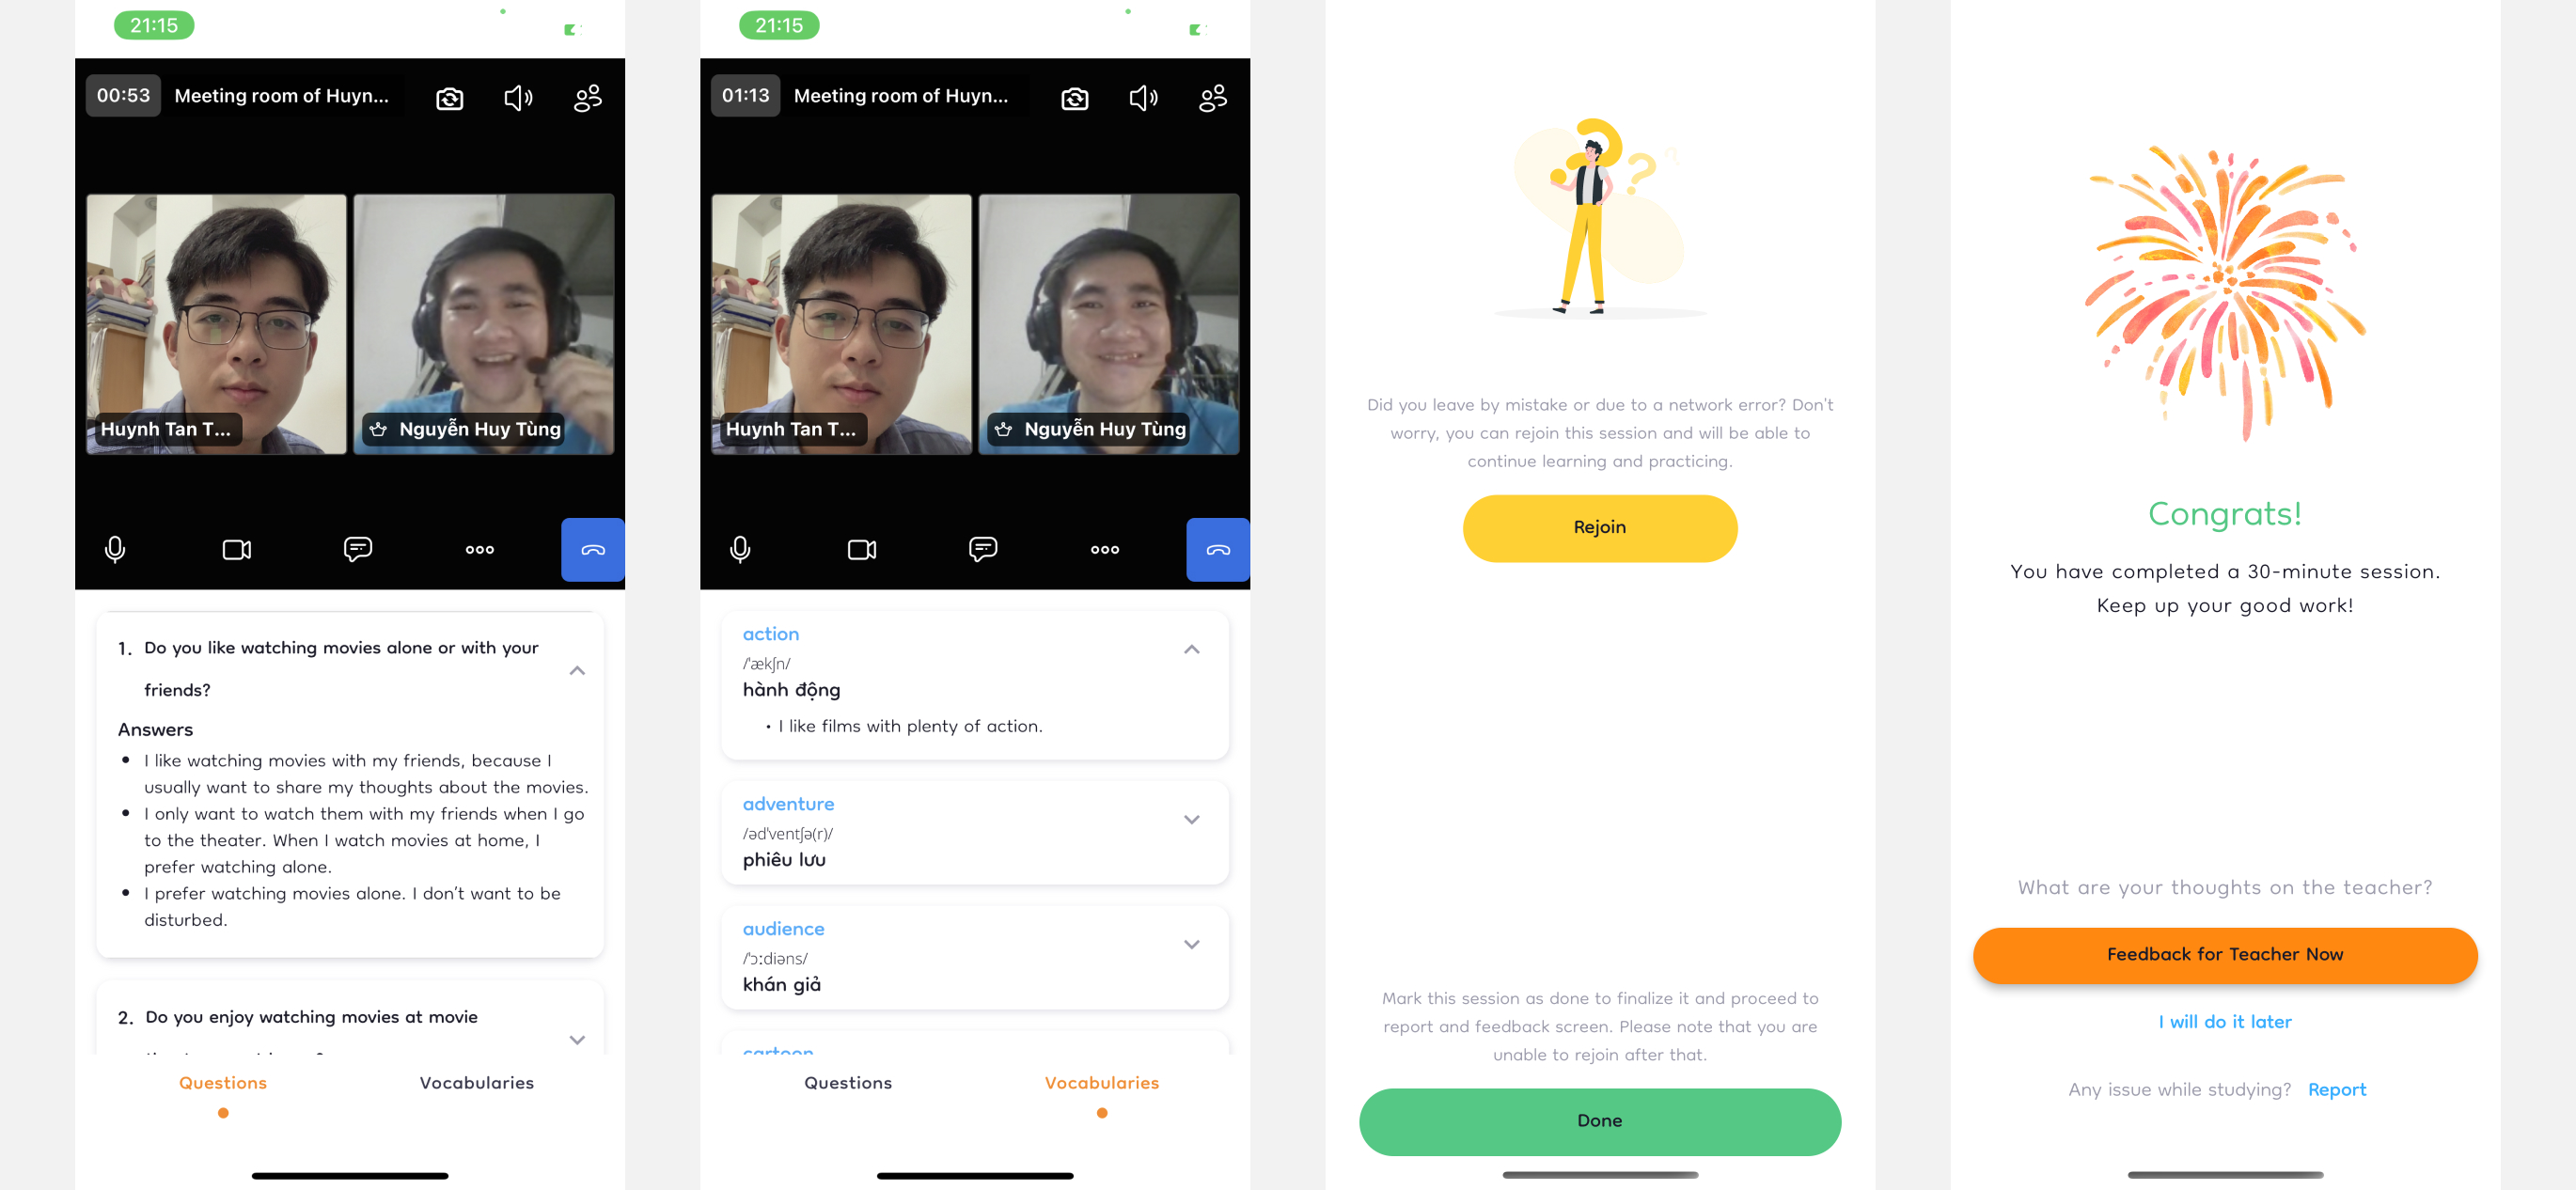 21:15
00:53 Meeting room of Huyn...
Huynh Tan T...
Nguyễn Huy Tùng
1. Do you like watching movies alone or with your
friends?
Answers
• I like watching movies with my friends, because I
usually want to share my thoughts about the movies.
• I only want to watch them with my friends when I go
to the theater. When I watch movies at home, I
prefer watching alone.
• I prefer watching movies alone. I don't want to be
disturbed.
2. Do you enjoy watching movies at movie
Questions
Vocabularies
21:15
01:13 Meeting room of Huyn...
Huynh Tan T...
Nguyễn Huy Tùng
action
/'ækʃn/
hành động
• I like films with plenty of action.
adventure
/əd'ventʃə(r)/
phiêu lưu
audience
/'ɔːdiəns/
khán giả
cartoon
Questions
Vocabularies
Did you leave by mistake or due to a network error? Don't
worry, you can rejoin this session and will be able to
continue learning and practicing.
Rejoin
Mark this session as done to finalize it and proceed to
report and feedback screen. Please note that you are
unable to rejoin after that.
Done
Congrats!
You have completed a 30-minute session.
Keep up your good work!
What are your thoughts on the teacher?
Feedback for Teacher Now
I will do it later
Any issue while studying? Report